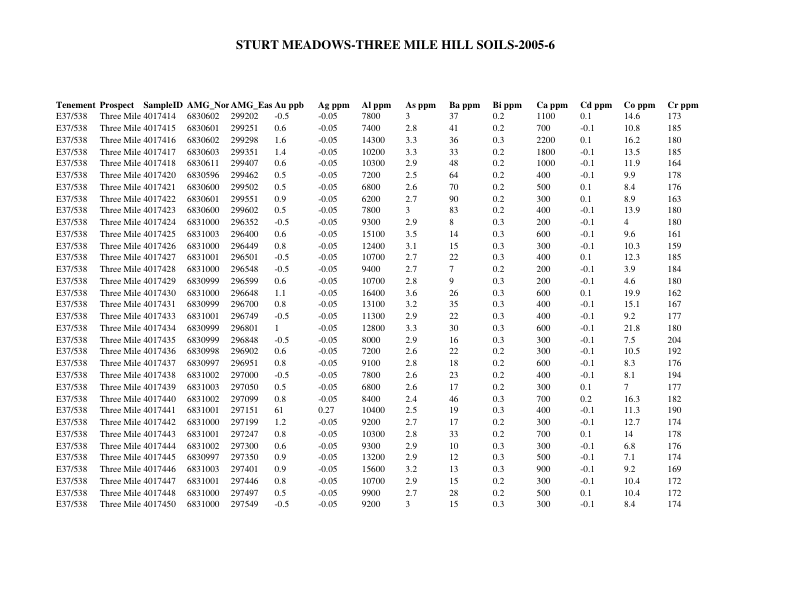 STURT MEADOWS-THREE MILE HILL SOILS-2005-6
Tenement Prospect SampleID AMG_Nor AMG_Eas Au ppb Ag ppm Al ppm As ppm Ba ppm Bi ppm Ca ppm Cd ppm Co ppm Cr ppm
E37/538 Three Mile 4017414 6830602 299202 -0.5 -0.05 7800 3 37 0.2 1100 0.1 14.6 173
E37/538 Three Mile 4017415 6830601 299251 0.6 -0.05 7400 2.8 41 0.2 700 -0.1 10.8 185
E37/538 Three Mile 4017416 6830602 299298 1.6 -0.05 14300 3.3 36 0.3 2200 0.1 16.2 180
E37/538 Three Mile 4017417 6830603 299351 1.4 -0.05 10200 3.3 33 0.2 1800 -0.1 13.5 185
E37/538 Three Mile 4017418 6830611 299407 0.6 -0.05 10300 2.9 48 0.2 1000 -0.1 11.9 164
E37/538 Three Mile 4017420 6830596 299462 0.5 -0.05 7200 2.5 64 0.2 400 -0.1 9.9 178
E37/538 Three Mile 4017421 6830600 299502 0.5 -0.05 6800 2.6 70 0.2 500 0.1 8.4 176
E37/538 Three Mile 4017422 6830601 299551 0.9 -0.05 6200 2.7 90 0.2 300 0.1 8.9 163
E37/538 Three Mile 4017423 6830600 299602 0.5 -0.05 7800 3 83 0.2 400 -0.1 13.9 180
E37/538 Three Mile 4017424 6831000 296352 -0.5 -0.05 9300 2.9 8 0.3 200 -0.1 4 180
E37/538 Three Mile 4017425 6831003 296400 0.6 -0.05 15100 3.5 14 0.3 600 -0.1 9.6 161
E37/538 Three Mile 4017426 6831000 296449 0.8 -0.05 12400 3.1 15 0.3 300 -0.1 10.3 159
E37/538 Three Mile 4017427 6831001 296501 -0.5 -0.05 10700 2.7 22 0.3 400 0.1 12.3 185
E37/538 Three Mile 4017428 6831000 296548 -0.5 -0.05 9400 2.7 7 0.2 200 -0.1 3.9 184
E37/538 Three Mile 4017429 6830999 296599 0.6 -0.05 10700 2.8 9 0.3 200 -0.1 4.6 180
E37/538 Three Mile 4017430 6831000 296648 1.1 -0.05 16400 3.6 26 0.3 600 0.1 19.9 162
E37/538 Three Mile 4017431 6830999 296700 0.8 -0.05 13100 3.2 35 0.3 400 -0.1 15.1 167
E37/538 Three Mile 4017433 6831001 296749 -0.5 -0.05 11300 2.9 22 0.3 400 -0.1 9.2 177
E37/538 Three Mile 4017434 6830999 296801 1 -0.05 12800 3.3 30 0.3 600 -0.1 21.8 180
E37/538 Three Mile 4017435 6830999 296848 -0.5 -0.05 8000 2.9 16 0.3 300 -0.1 7.5 204
E37/538 Three Mile 4017436 6830998 296902 0.6 -0.05 7200 2.6 22 0.2 300 -0.1 10.5 192
E37/538 Three Mile 4017437 6830997 296951 0.8 -0.05 9100 2.8 18 0.2 600 -0.1 8.3 176
E37/538 Three Mile 4017438 6831002 297000 -0.5 -0.05 7800 2.6 23 0.2 400 -0.1 8.1 194
E37/538 Three Mile 4017439 6831003 297050 0.5 -0.05 6800 2.6 17 0.2 300 0.1 7 177
E37/538 Three Mile 4017440 6831002 297099 0.8 -0.05 8400 2.4 46 0.3 700 0.2 16.3 182
E37/538 Three Mile 4017441 6831001 297151 61 0.27 10400 2.5 19 0.3 400 -0.1 11.3 190
E37/538 Three Mile 4017442 6831000 297199 1.2 -0.05 9200 2.7 17 0.2 300 -0.1 12.7 174
E37/538 Three Mile 4017443 6831001 297247 0.8 -0.05 10300 2.8 33 0.2 700 0.1 14 178
E37/538 Three Mile 4017444 6831002 297300 0.6 -0.05 9300 2.9 10 0.3 300 -0.1 6.8 176
E37/538 Three Mile 4017445 6830997 297350 0.9 -0.05 13200 2.9 12 0.3 500 -0.1 7.1 174
E37/538 Three Mile 4017446 6831003 297401 0.9 -0.05 15600 3.2 13 0.3 900 -0.1 9.2 169
E37/538 Three Mile 4017447 6831001 297446 0.8 -0.05 10700 2.9 15 0.2 300 -0.1 10.4 172
E37/538 Three Mile 4017448 6831000 297497 0.5 -0.05 9900 2.7 28 0.2 500 0.1 10.4 172
E37/538 Three Mile 4017450 6831000 297549 -0.5 -0.05 9200 3 15 0.3 300 -0.1 8.4 174